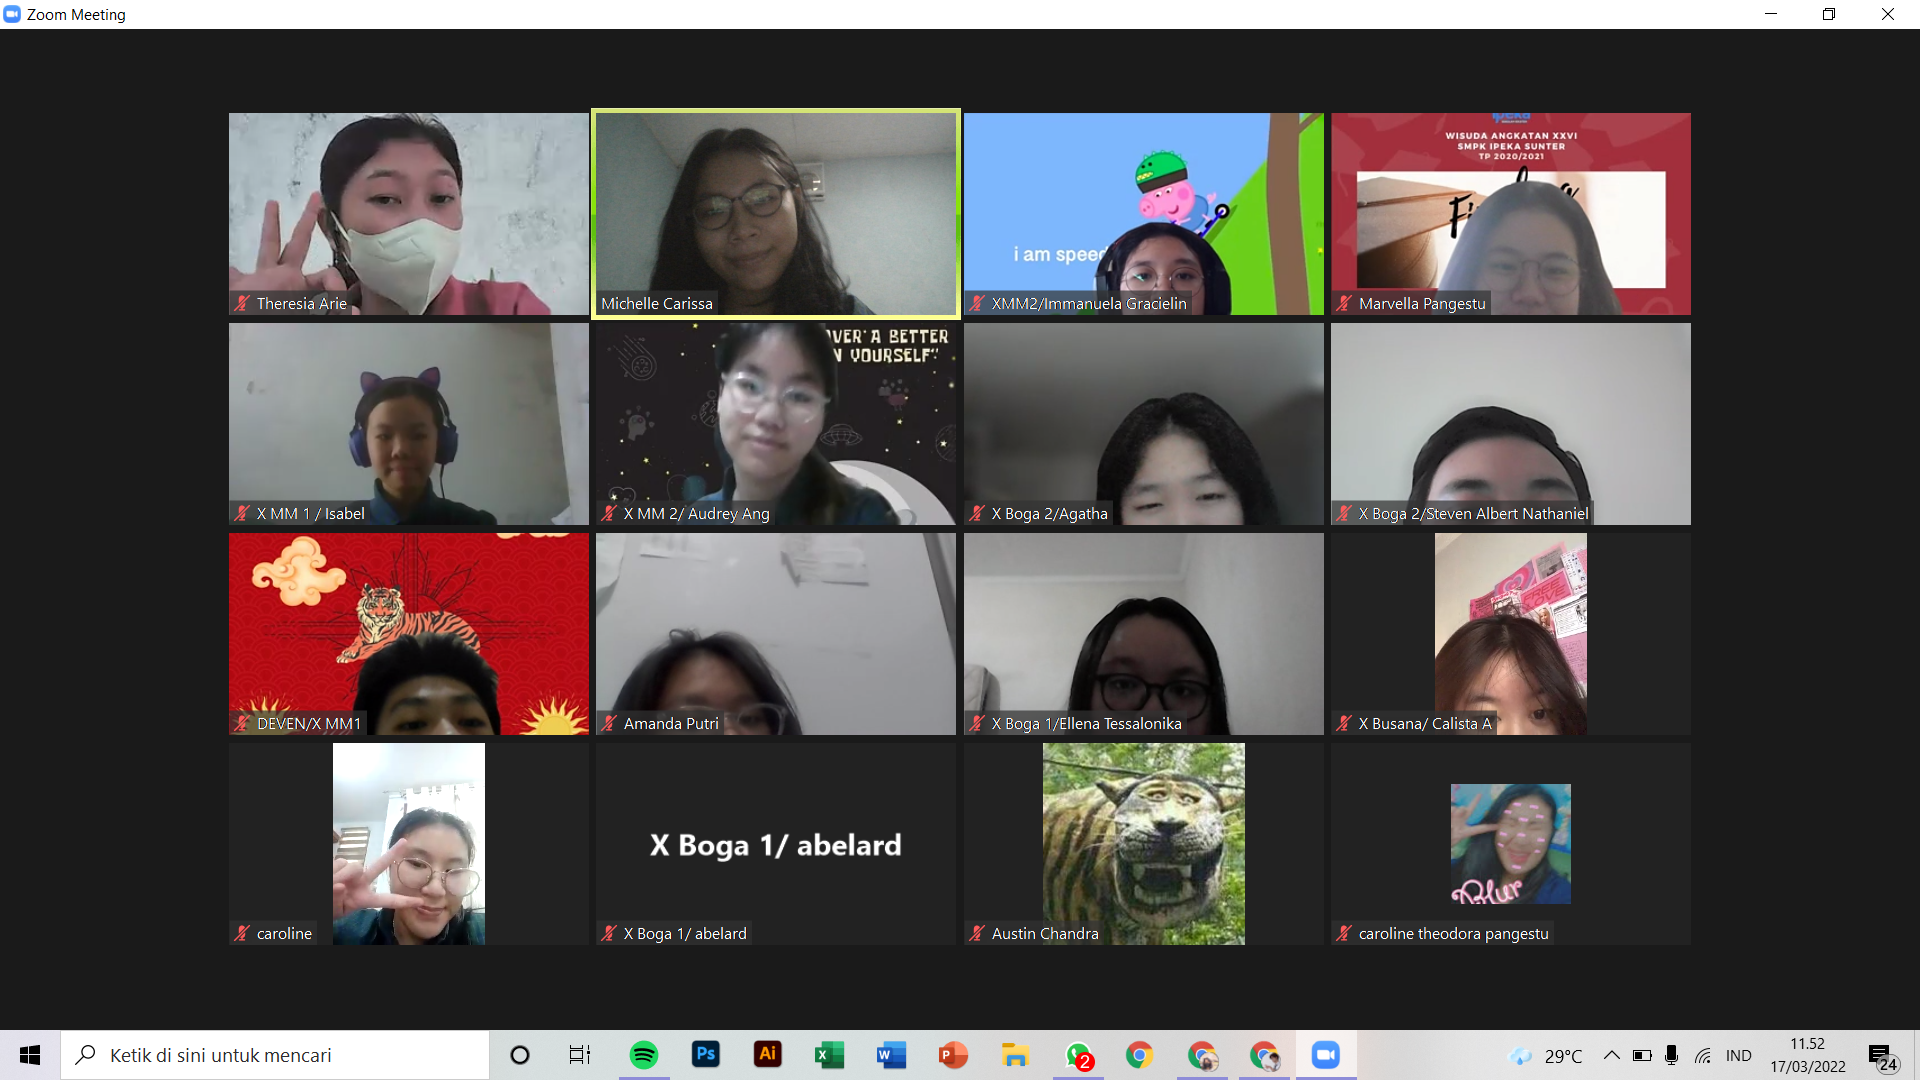 Zoom Meeting
Theresia Arie
Michelle Carissa
i am speed
XMM2/Immanuela Gracielin
ipeka
WISUDA ANGKATAN XXVI
SMPK IPEKA SUNTER
TP 2020/2021
Marvella Pangestu
X MM 1 / Isabel
A BETTER
YOURSELF"
X MM 2/ Audrey Ang
X Boga 2/Agatha
X Boga 2/Steven Albert Nathaniel
DEVEN/X MM1
Amanda Putri
X Boga 1/Ellena Tessalonika
LOVE
X Busana/ Calista A
caroline
X Boga 1/ abelard
X Boga 1/ abelard
Austin Chandra
Blur
caroline theodora pangestu
Ketik di sini untuk mencari
Ps
Ai
X
W
P
2
29°C
IND
11.52
17/03/2022
24